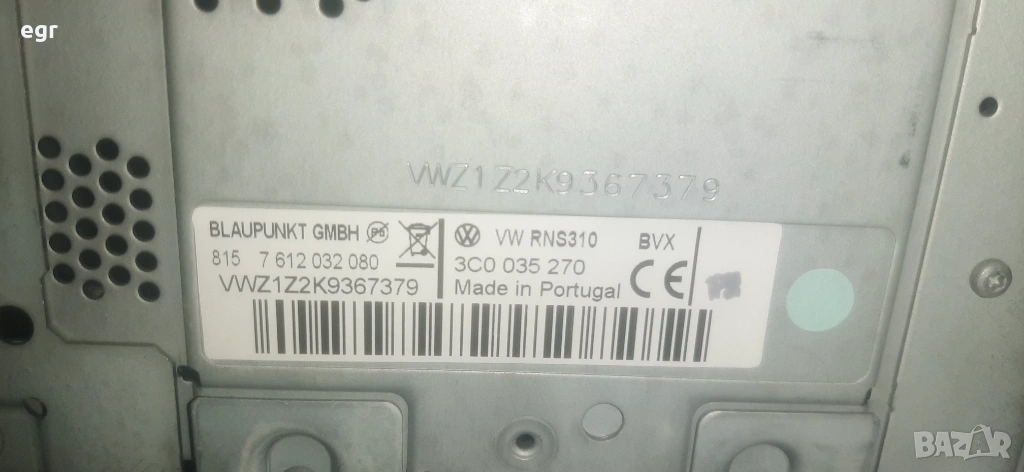 egr
VWZ1Z2K9367379
BLAUPUNKT GMBH
VW RNS310 BVX
815 7 612 032 080
3C0 035 270
VWZ1Z2K9367379
Made in Portugal CE
BAZAR